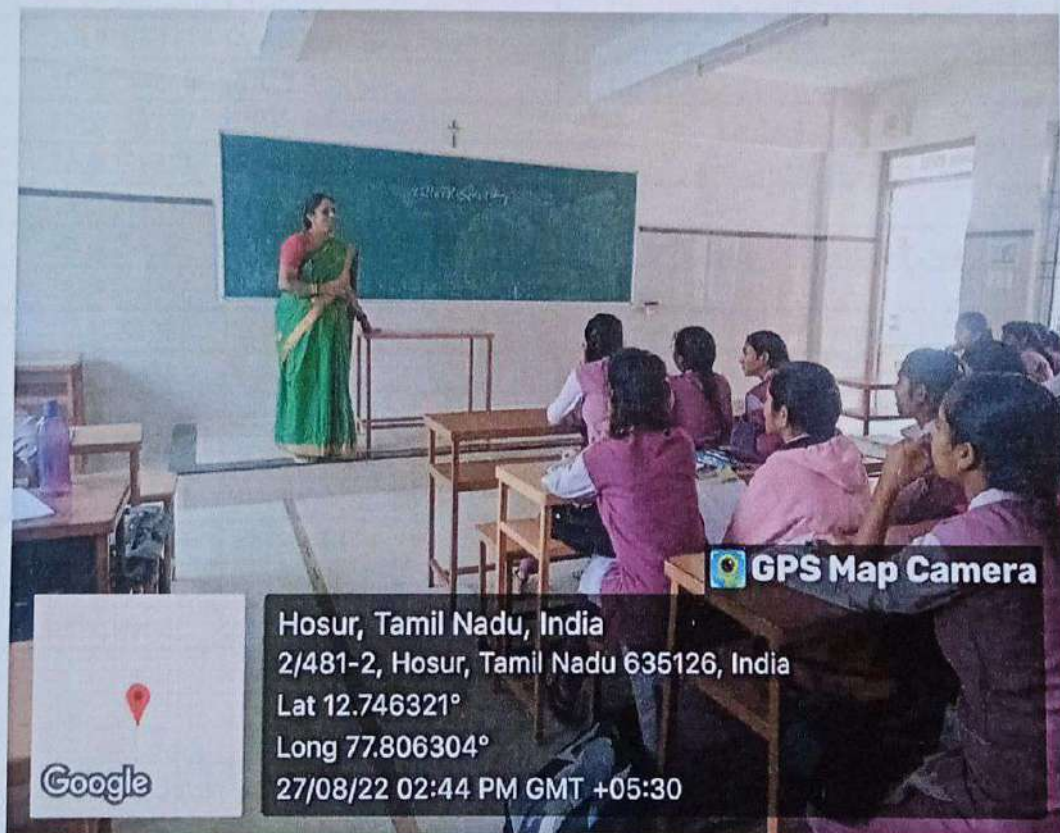 GPS Map Camera
Hosur, Tamil Nadu, India
2/481-2, Hosur, Tamil Nadu 635126, India
Lat 12.746321°
Long 77.806304°
27/08/22 02:44 PM GMT +05:30
Google